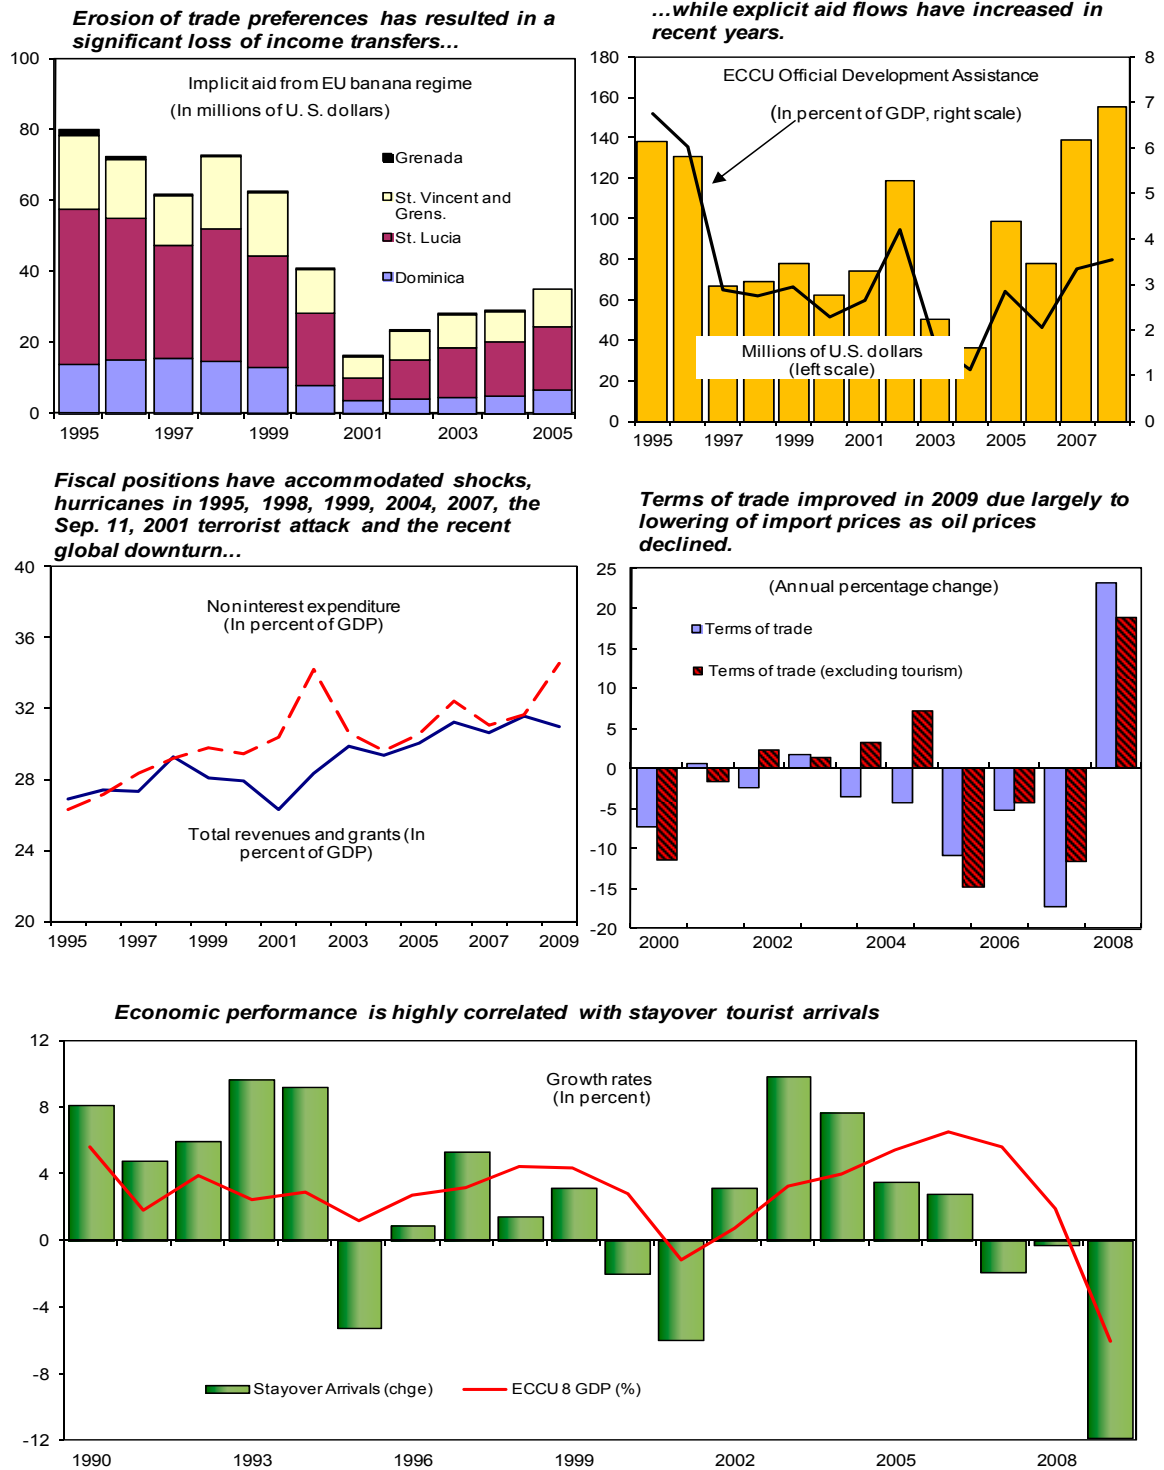 Erosion of trade preferences has resulted in a
significant loss of income transfers...
100
80
60
40
20
0
Implicit aid from EU banana regime
(In millions of U. S. dollars)
Grenada
St. Vincent and
Grens.
St. Lucia
Dominica
1995
1997
1999
2001
2003
2005
...while explicit aid flows have increased in
recent years.
180
160
140
120
100
80
60
40
20
0
8
7
6
5
4
3
2
1
0
ECCU Official Development Assistance
(In percent of GDP, right scale)
Millions of U.S. dollars
(left scale)
1995
1997
1999
2001
2003
2005
2007
Fiscal positions have accommodated shocks,
hurricanes in 1995, 1998, 1999, 2004, 2007, the
Sep. 11, 2001 terrorist attack and the recent
global downturn...
40
36
32
28
24
20
Noninterest expenditure
(In percent of GDP)
Total revenues and grants (In
percent of GDP)
1995
1997
1999
2001
2003
2005
2007
2009
Terms of trade improved in 2009 due largely to
lowering of import prices as oil prices
declined.
25
20
15
10
5
0
-5
-10
-15
-20
(Annual percentage change)
Terms of trade
Terms of trade (excluding tourism)
2000
2002
2004
2006
2008
Economic performance is highly correlated with stayover tourist arrivals
12
8
4
0
-4
-8
-12
Growth rates
(In percent)
Stayover Arrivals (chge)
ECCU 8 GDP (%)
1990
1993
1996
1999
2002
2005
2008